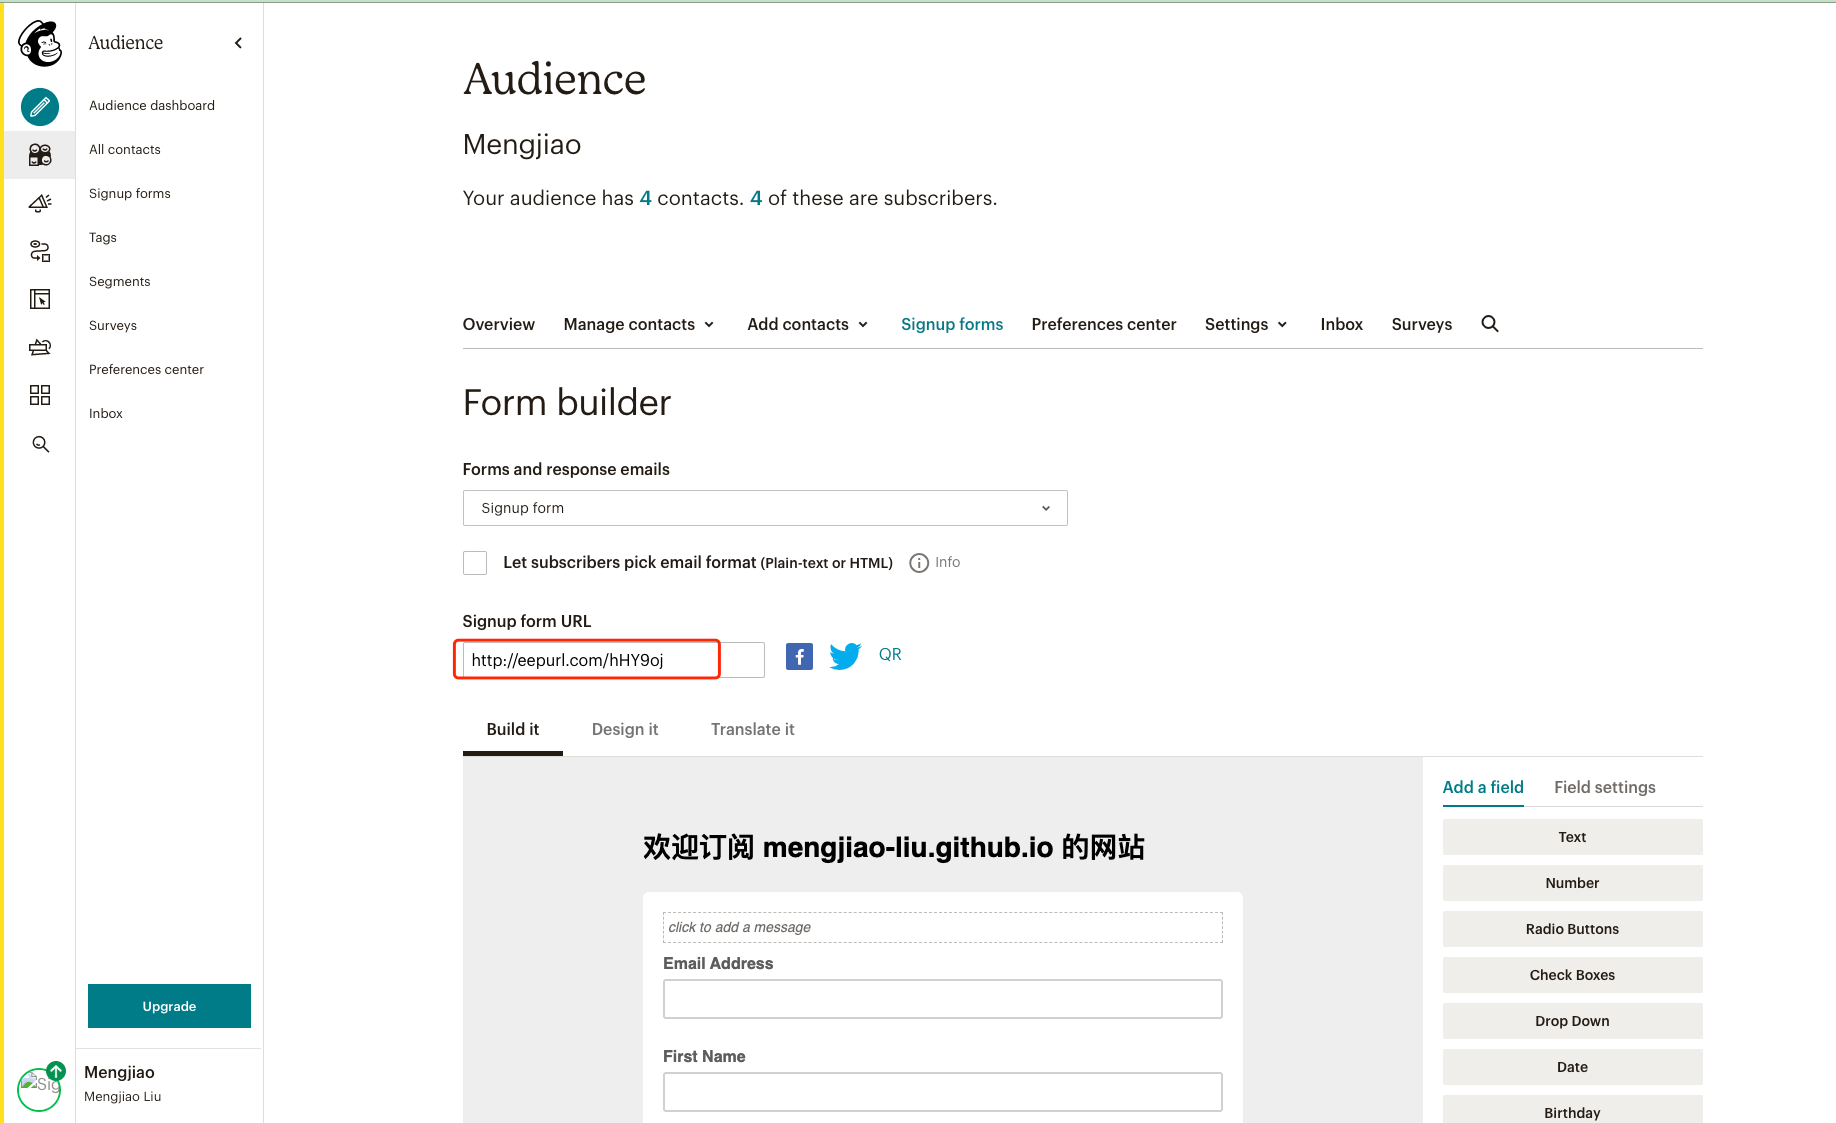 Audience
Audience dashboard
All contacts
Signup forms
Tags
Segments
Surveys
Preferences center
Inbox
Upgrade
Sig
Mengjiao
Mengjiao Liu
Audience
Mengjiao
Your audience has 4 contacts. 4 of these are subscribers.
Overview Manage contacts Add contacts Signup forms Preferences center Settings Inbox Surveys
Form builder
Forms and response emails
Signup form
Let subscribers pick email format (Plain-text or HTML) Info
Signup form URL
http://eepurl.com/hHY9oj QR
Build it Design it Translate it
欢迎订阅 mengjiao-liu.github.io 的网站
click to add a message
Email Address
First Name
Add a field Field settings
Text
Number
Radio Buttons
Check Boxes
Drop Down
Date
Birthday